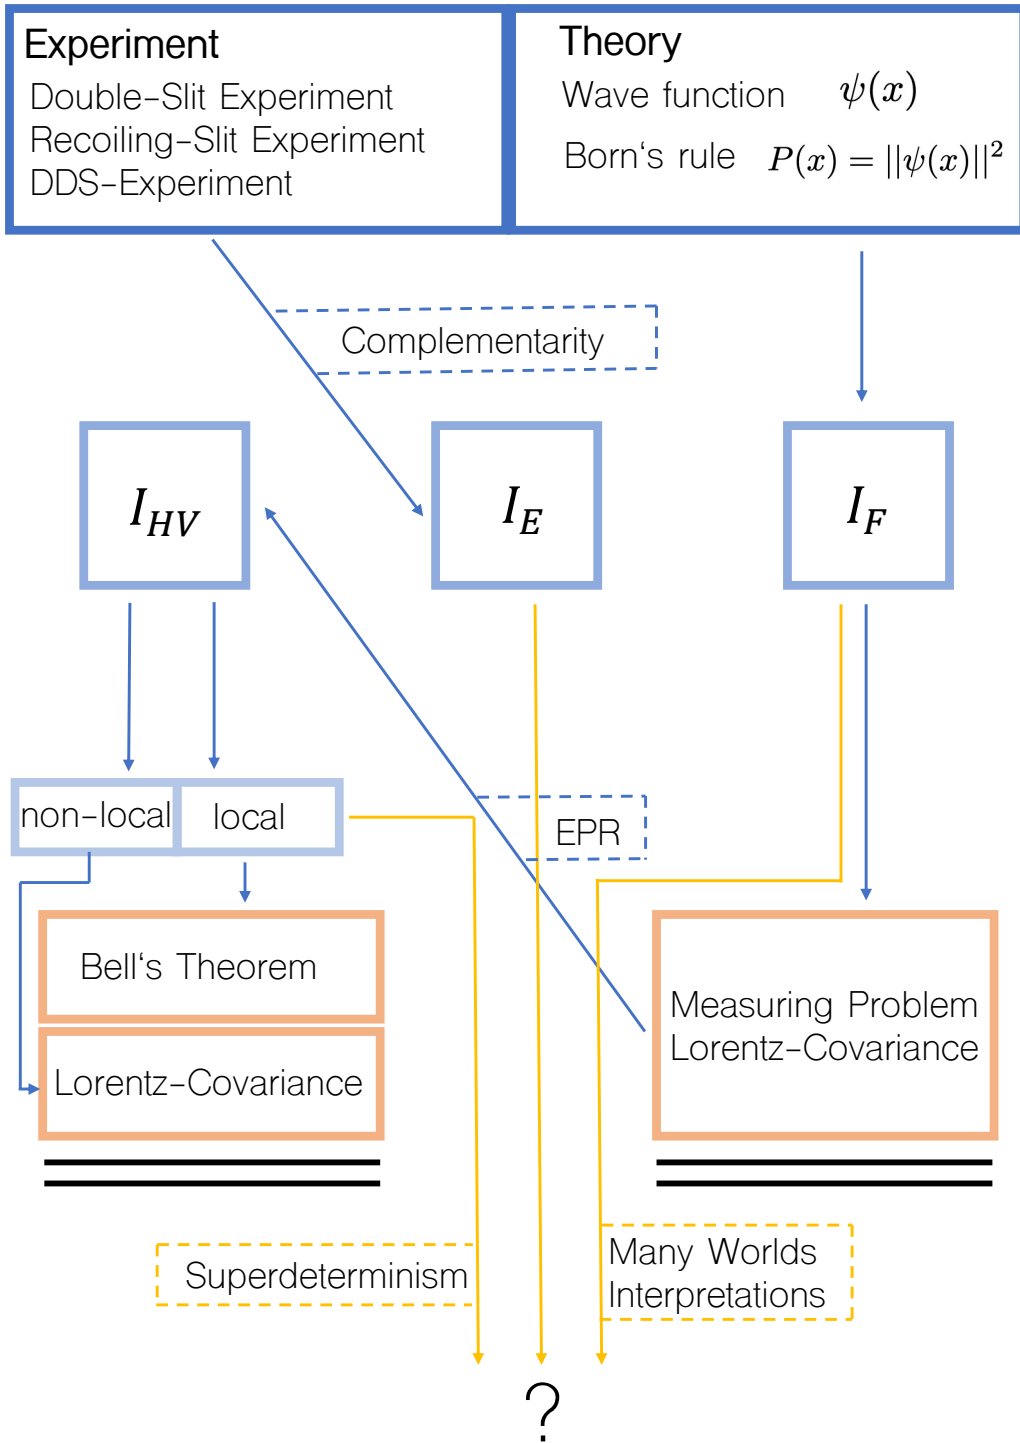 Experiment
Double-Slit Experiment
Recoiling-Slit Experiment
DDS-Experiment
Theory
Wave function ψ(x)
Born's rule P(x) = ||ψ(x)||²
Complementarity
I_HV
I_E
I_F
non-local
local
EPR
Bell's Theorem
Lorentz-Covariance
Measuring Problem
Lorentz-Covariance
Superdeterminism
Many Worlds
Interpretations
?